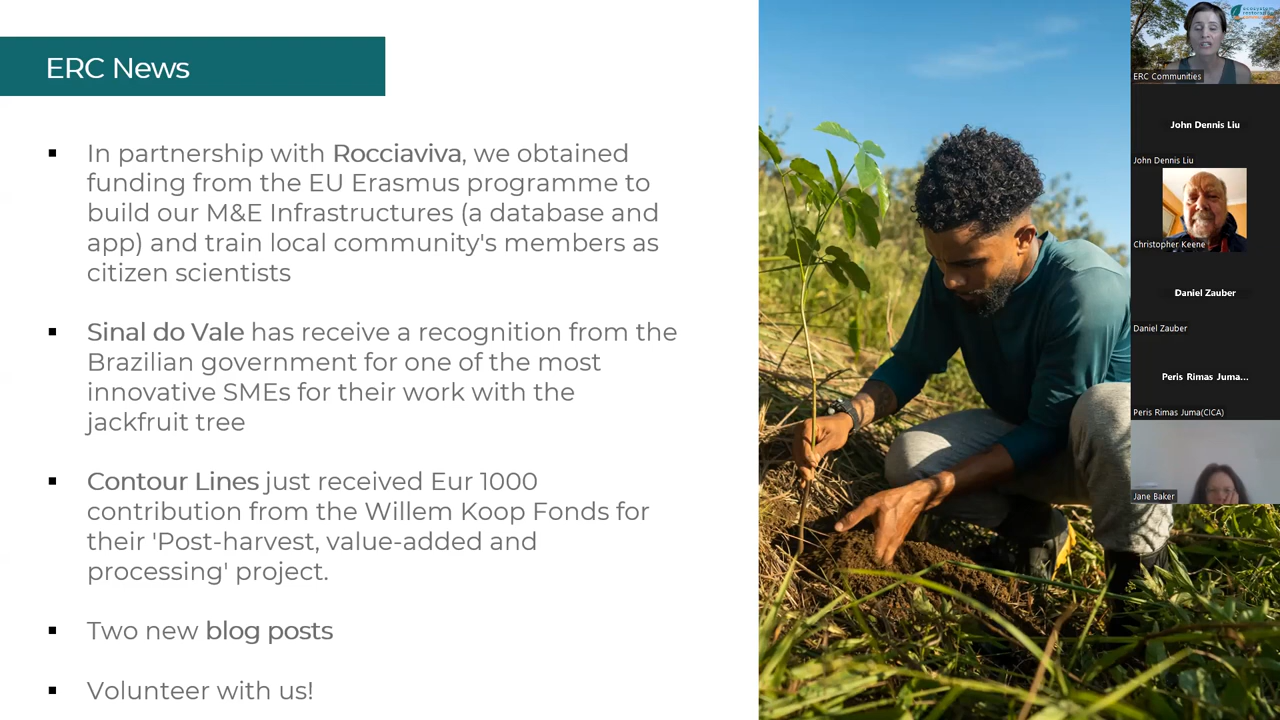 ERC News
In partnership with Rocciaviva, we obtained
funding from the EU Erasmus programme to
build our M&E Infrastructures (a database and
app) and train local community's members as
citizen scientists
Sinal do Vale has receive a recognition from the
Brazilian government for one of the most
innovative SMEs for their work with the
jackfruit tree
Contour Lines just received Eur 1000
contribution from the Willem Koop Fonds for
their 'Post-harvest, value-added and
processing' project.
Two new blog posts
Volunteer with us!
ERC Communities
John Dennis Liu
John Dennis Liu
Christopher Keene
Daniel Zauber
Daniel Zauber
Peris Rimas Juma...
Peris Rimas Juma(CICA)
Jane Baker